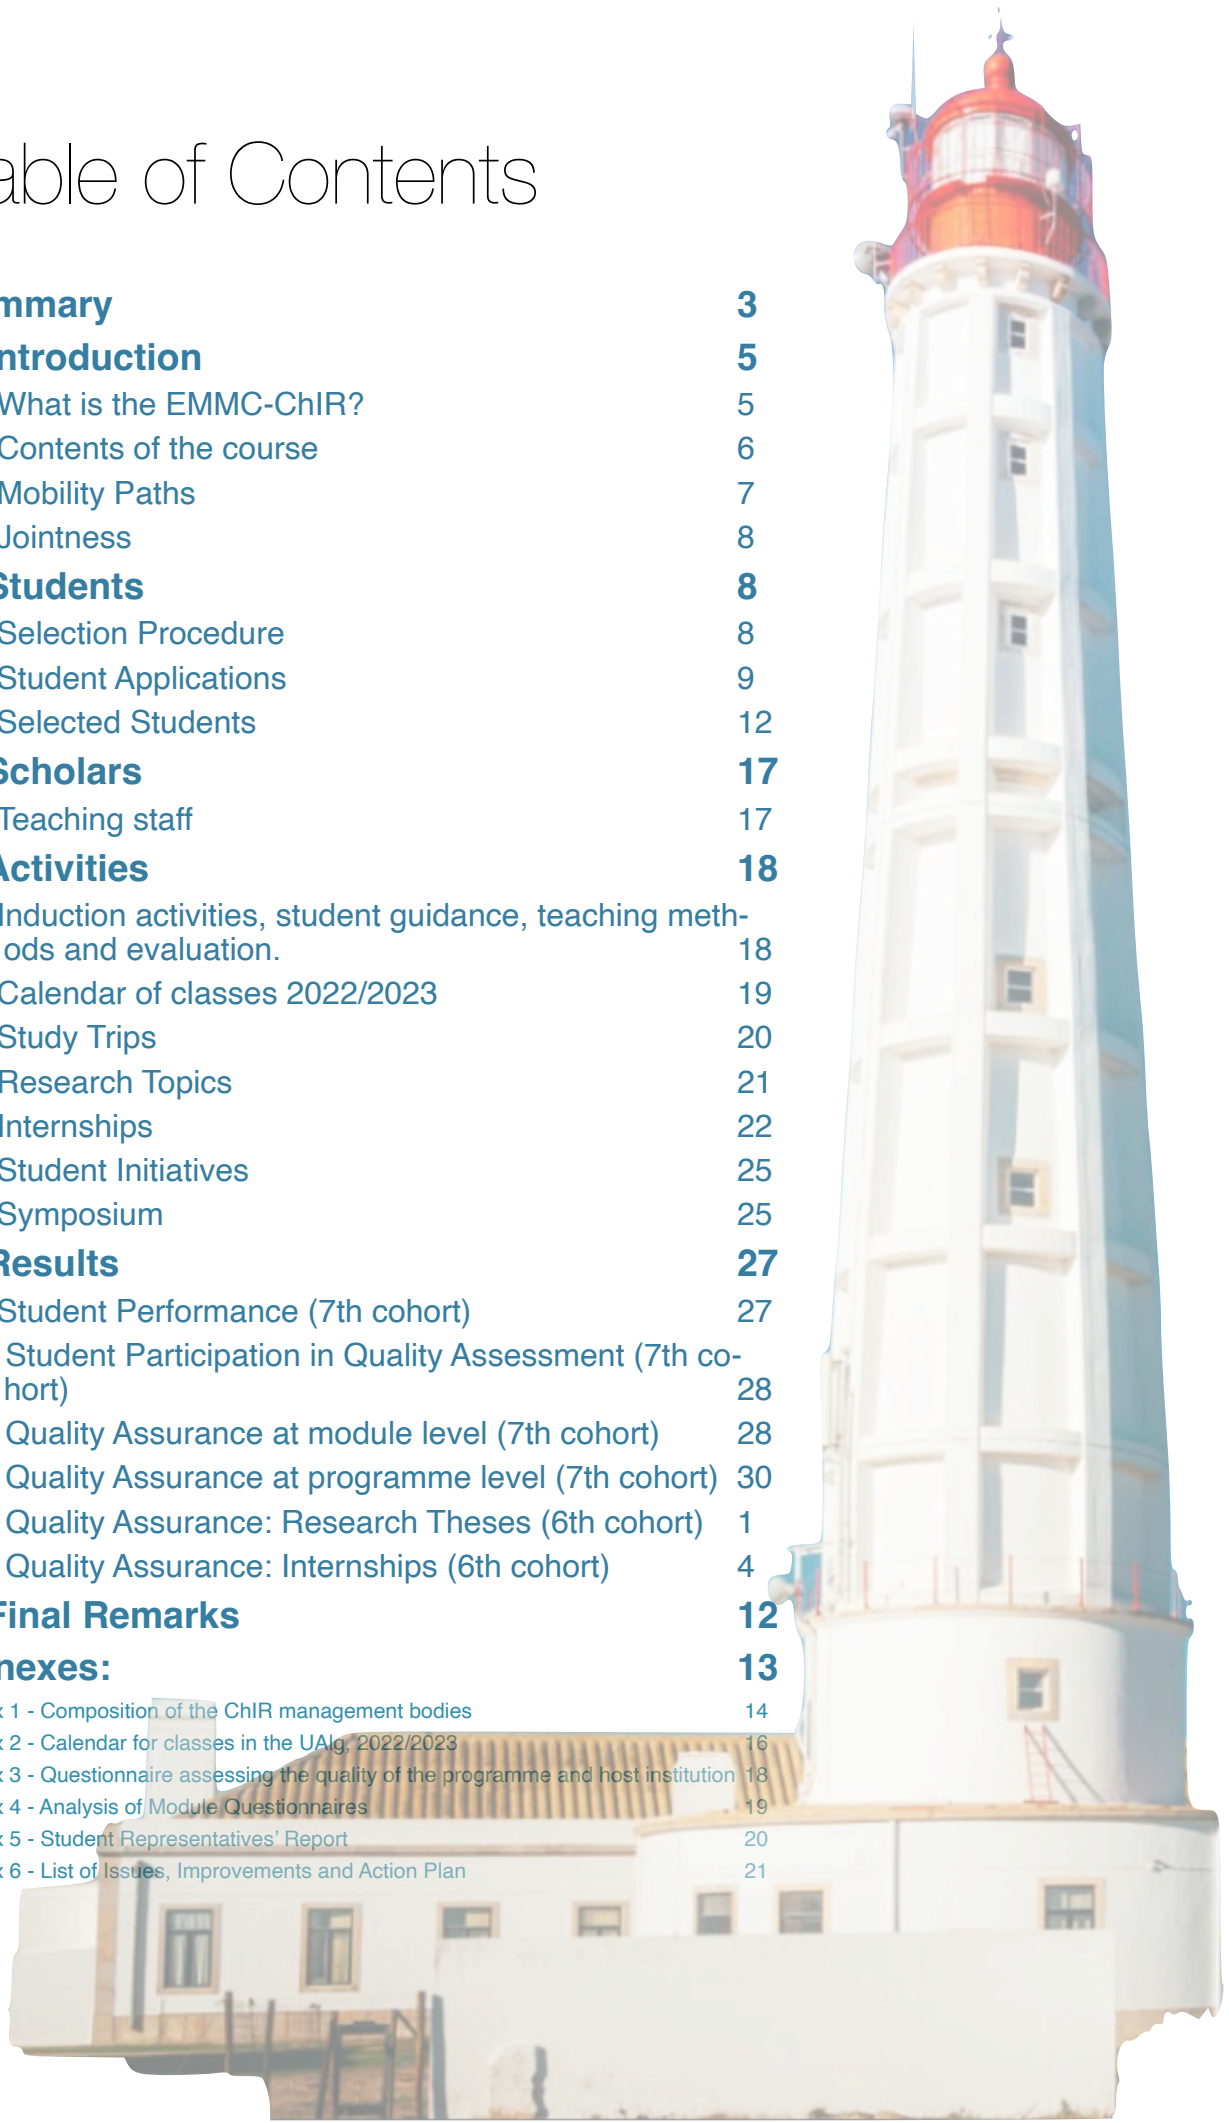 able of Contents
mmary 3
ntroduction 5
What is the EMMC-ChIR? 5
Contents of the course 6
Mobility Paths 7
Jointness 8
Students 8
Selection Procedure 8
Student Applications 9
Selected Students 12
Scholars 17
Teaching staff 17
Activities 18
Induction activities, student guidance, teaching meth-
ods and evaluation. 18
Calendar of classes 2022/2023 19
Study Trips 20
Research Topics 21
Internships 22
Student Initiatives 25
Symposium 25
Results 27
Student Performance (7th cohort) 27
Student Participation in Quality Assessment (7th co-
hort) 28
Quality Assurance at module level (7th cohort) 28
Quality Assurance at programme level (7th cohort) 30
Quality Assurance: Research Theses (6th cohort) 1
Quality Assurance: Internships (6th cohort) 4
Final Remarks 12
nexes: 13
x 1 - Composition of the ChIR management bodies 14
x 2 - Calendar for classes in the UAlg, 2022/2023 16
x 3 - Questionnaire assessing the quality of the programme and host institution 18
x 4 - Analysis of Module Questionnaires 19
x 5 - Student Representatives' Report 20
x 6 - List of Issues, Improvements and Action Plan 21